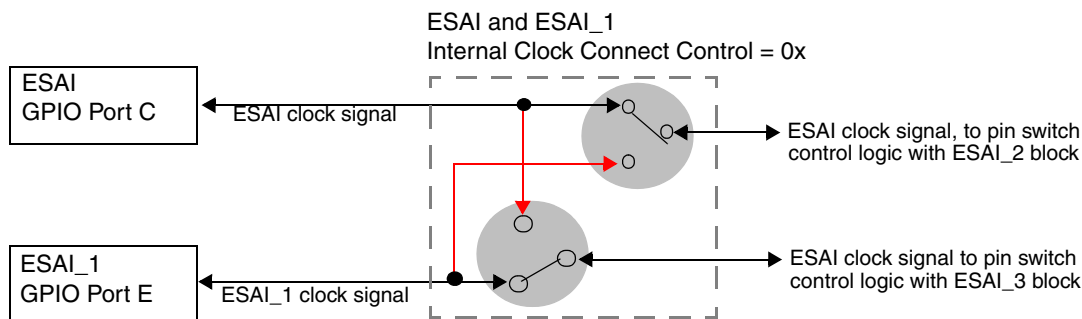 ESAI and ESAI_1
Internal Clock Connect Control = 0x
ESAI
GPIO Port C
ESAI clock signal
ESAI clock signal, to pin switch
control logic with ESAI_2 block
ESAI_1
GPIO Port E
ESAI_1 clock signal
ESAI clock signal to pin switch
control logic with ESAI_3 block